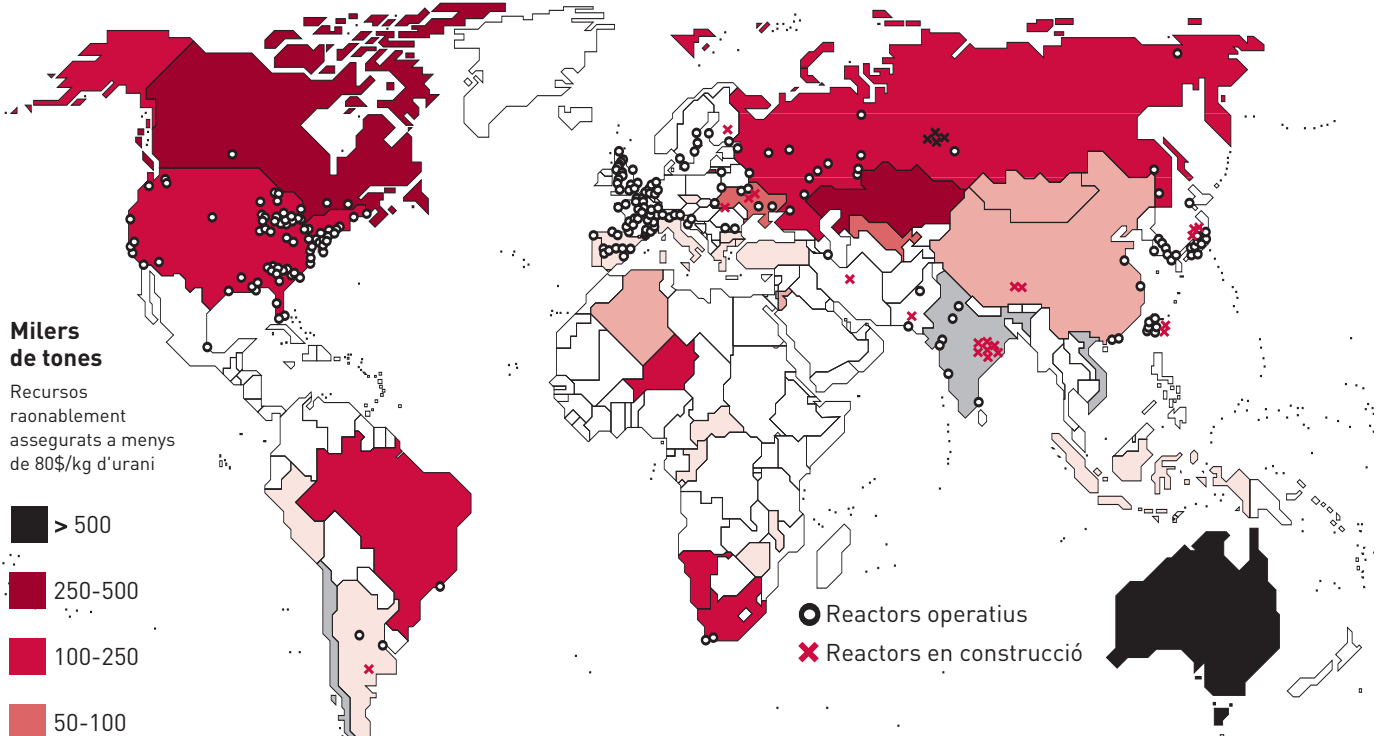 Milers
de tones
Recursos
raonablement
assegurats a menys
de 80$/kg d'urani
> 500
250-500
100-250
50-100
Reactors operatius
Reactors en construcció